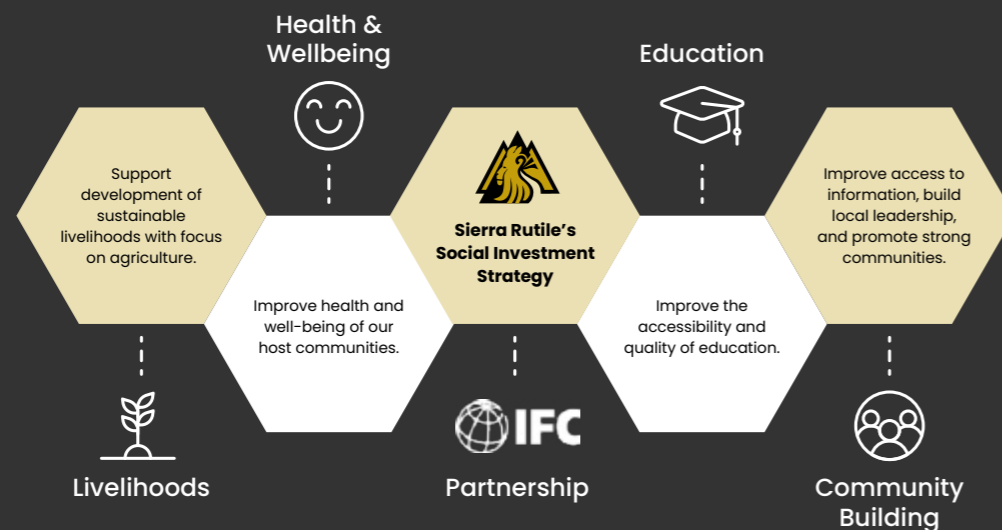 Health &
Wellbeing
Education
Support
development of
sustainable
livelihoods with focus
on agriculture.
Improve health and
well-being of our
host communities.
Sierra Rutile’s
Social Investment
Strategy
Improve the
accessibility and
quality of education.
Improve access to
information, build
local leadership,
and promote strong
communities.
Livelihoods
IFC
Partnership
Community
Building